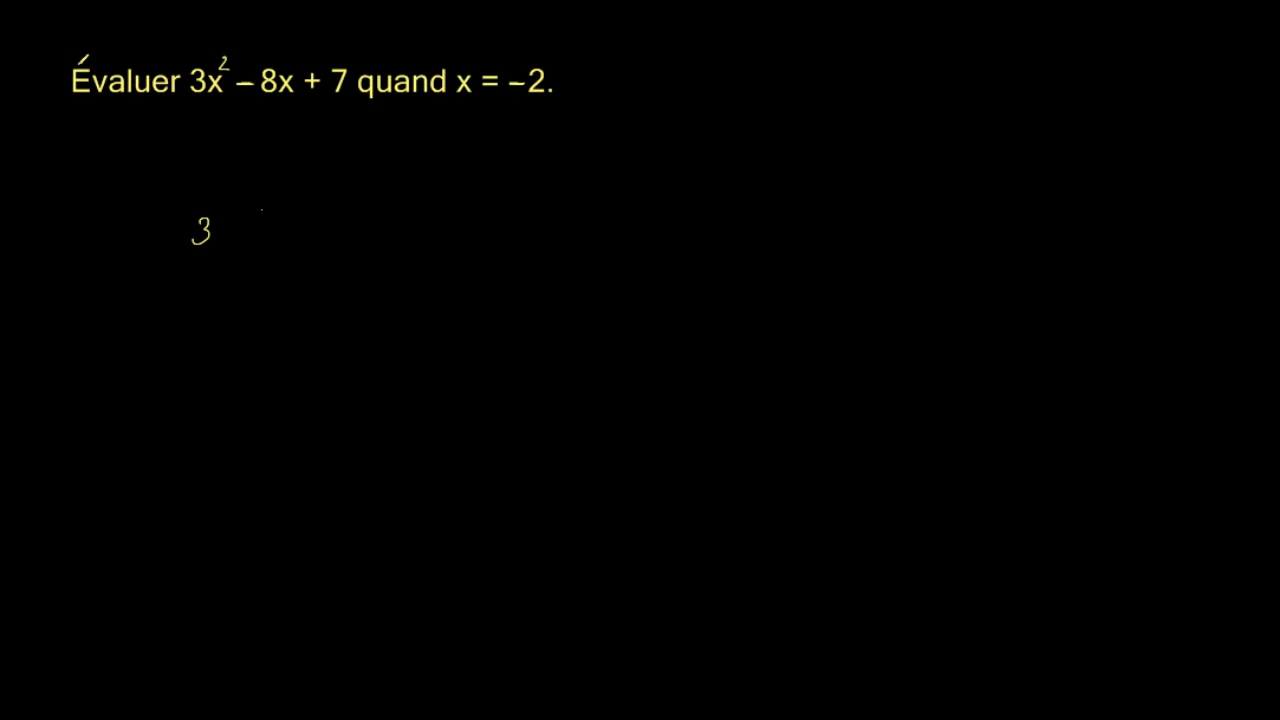 Évaluer 3x² – 8x + 7 quand x = –2.
3